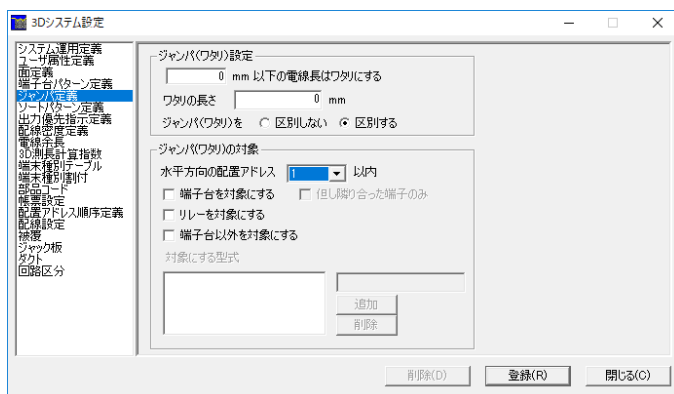 3Dシステム設定
システム運用定義
ユーザ属性定義
面定義
端子台パターン定義
ジャンパ定義
ソートパターン定義
出力優先指示定義
配線密度定義
電線余長
3D測長計算指数
端末種別テーブル
端末種別割付
部品コード
帳票設定
配置アドレス順序定義
配線設定
被覆
ジャック板
ダクト
回路区分
ジャンパ(ワタリ)設定
0 mm 以下の電線長はワタリにする
ワタリの長さ 0 mm
ジャンパ(ワタリ)を 区別しない 区別する
ジャンパ(ワタリ)の対象
水平方向の配置アドレス 1 以内
端子台を対象にする 但し隣り合った端子のみ
リレーを対象にする
端子台以外を対象にする
対象にする型式
追加
削除
削除(D) 登録(R) 閉じる(C)